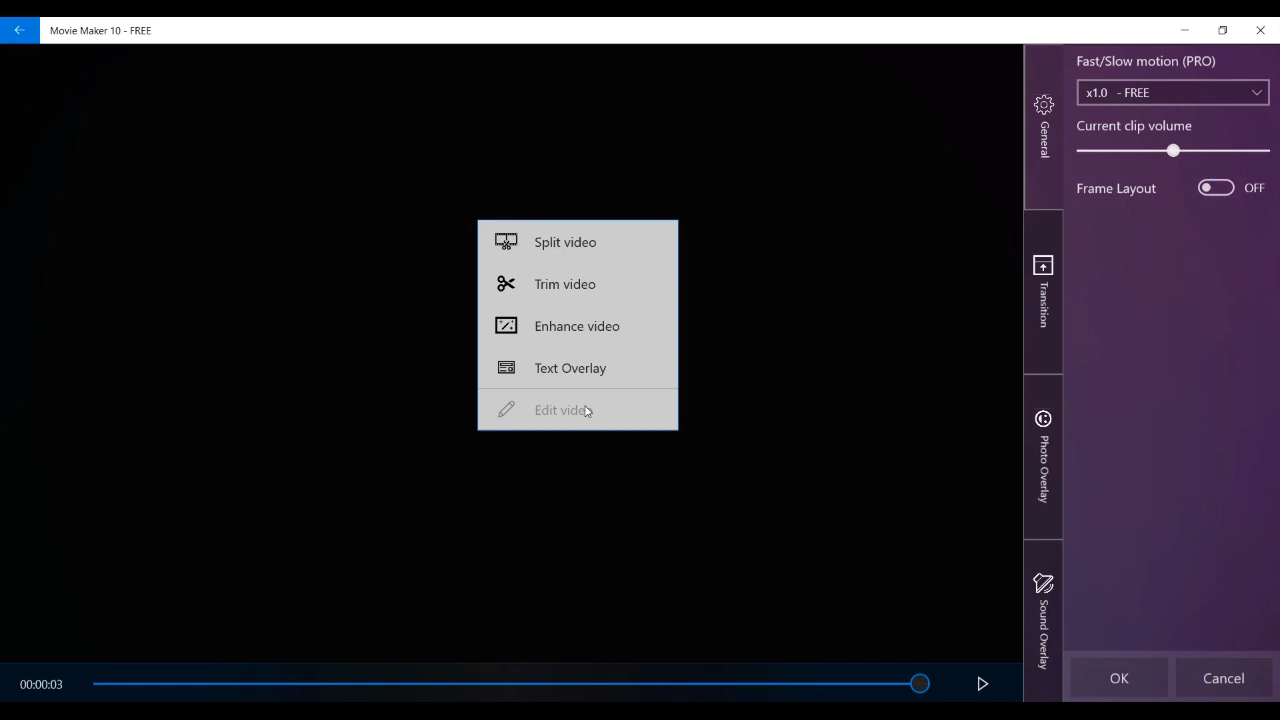 Movie Maker 10 - FREE
Fast/Slow motion (PRO)
x1.0 - FREE
Current clip volume
Frame Layout OFF
General
Transition
Photo Overlay
Sound Overlay
Split video
Trim video
Enhance video
Text Overlay
Edit video
00:00:03
OK
Cancel